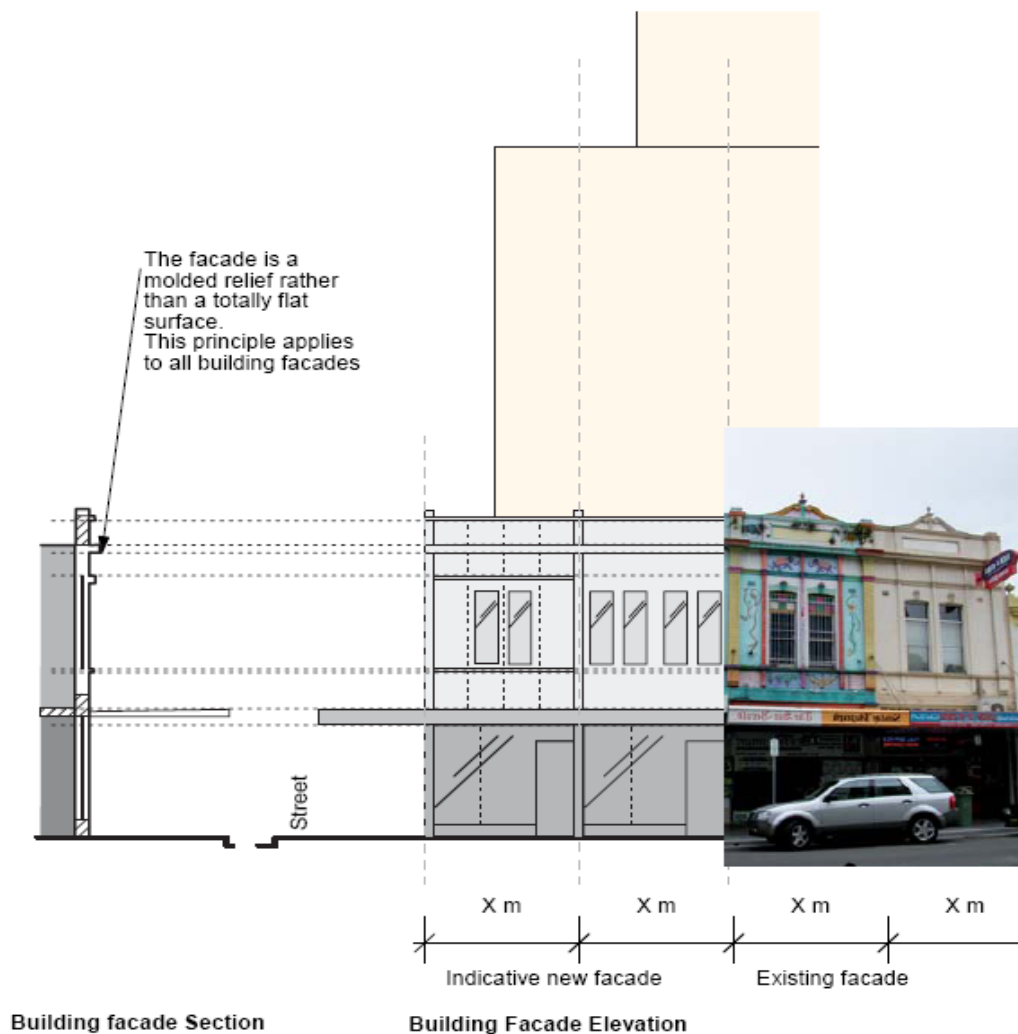 The facade is a
molded relief rather
than a totally flat
surface.
This principle applies
to all building facades
Street
X m
X m
X m
X m
Indicative new facade
Existing facade
Building facade Section
Building Facade Elevation